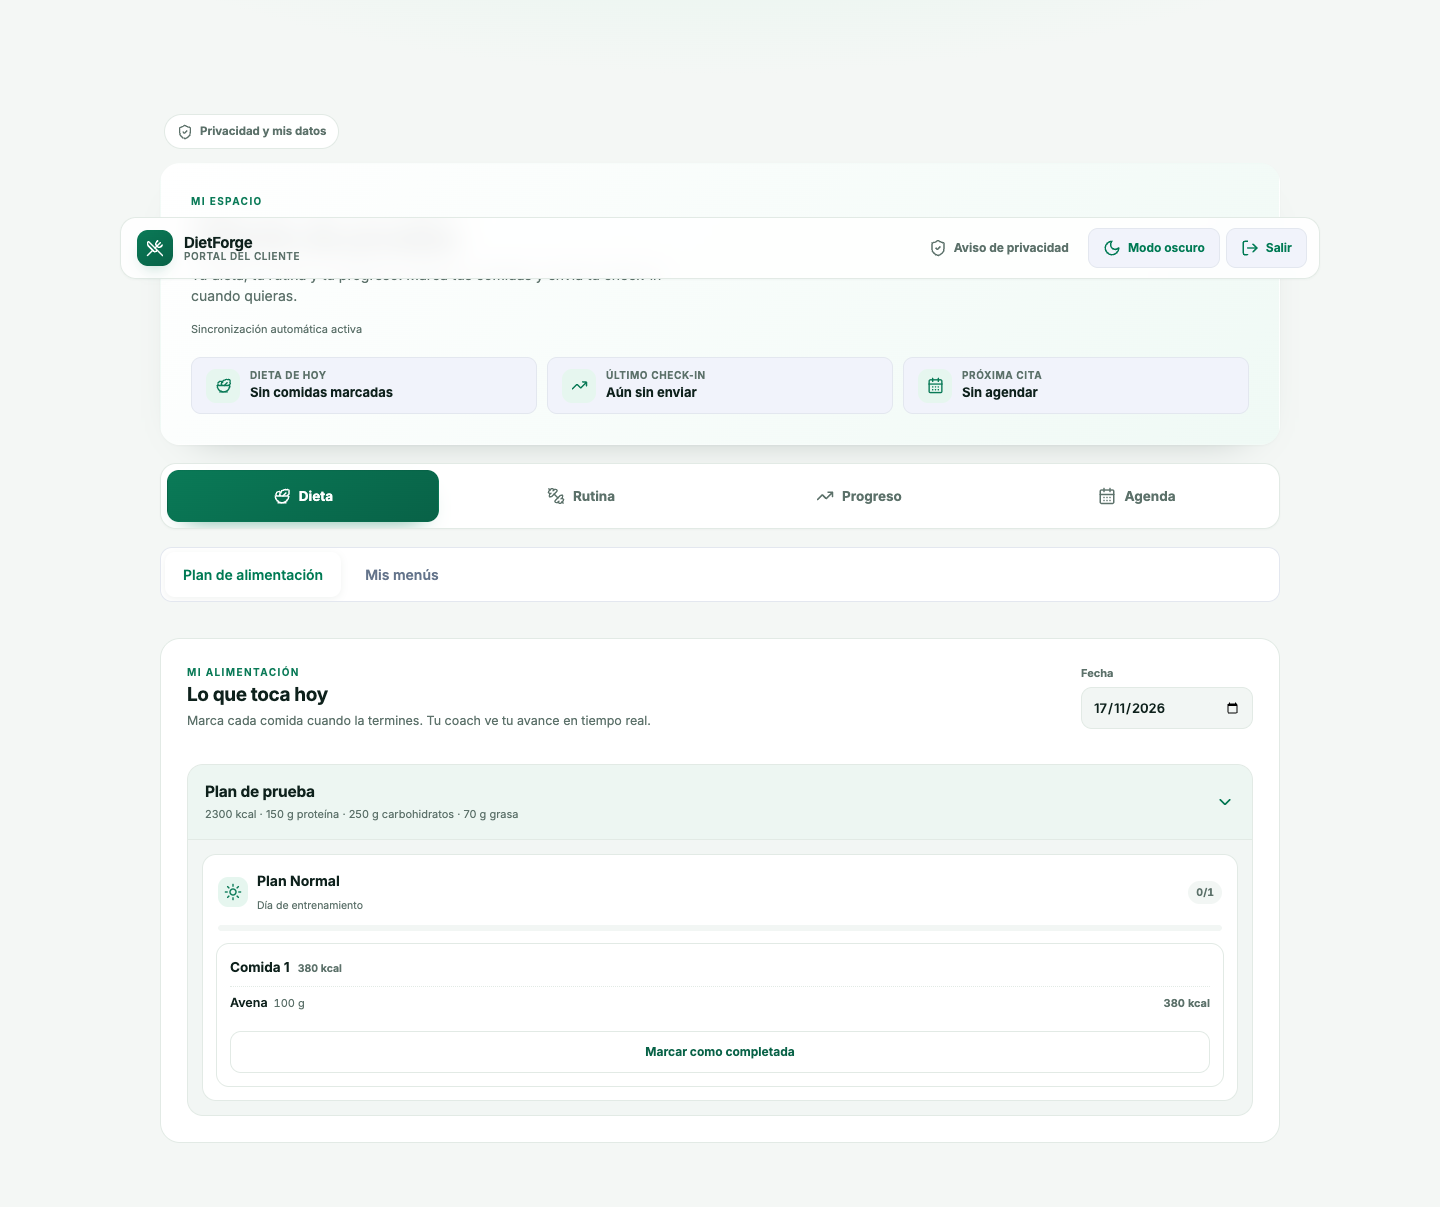 Privacidad y mis datos
MI ESPACIO
DietForge
PORTAL DEL CLIENTE
Aviso de privacidad
Modo oscuro
Salir
cuando quieras.
Sincronización automática activa
DIETA DE HOY
Sin comidas marcadas
ÚLTIMO CHECK-IN
Aún sin enviar
PRÓXIMA CITA
Sin agendar
Dieta
Rutina
Progreso
Agenda
Plan de alimentación
Mis menús
MI ALIMENTACIÓN
Lo que toca hoy
Marca cada comida cuando la termines. Tu coach ve tu avance en tiempo real.
Fecha
17/11/2026
Plan de prueba
2300 kcal · 150 g proteína · 250 g carbohidratos · 70 g grasa
Plan Normal
Día de entrenamiento
0/1
Comida 1 380 kcal
Avena 100 g
380 kcal
Marcar como completada